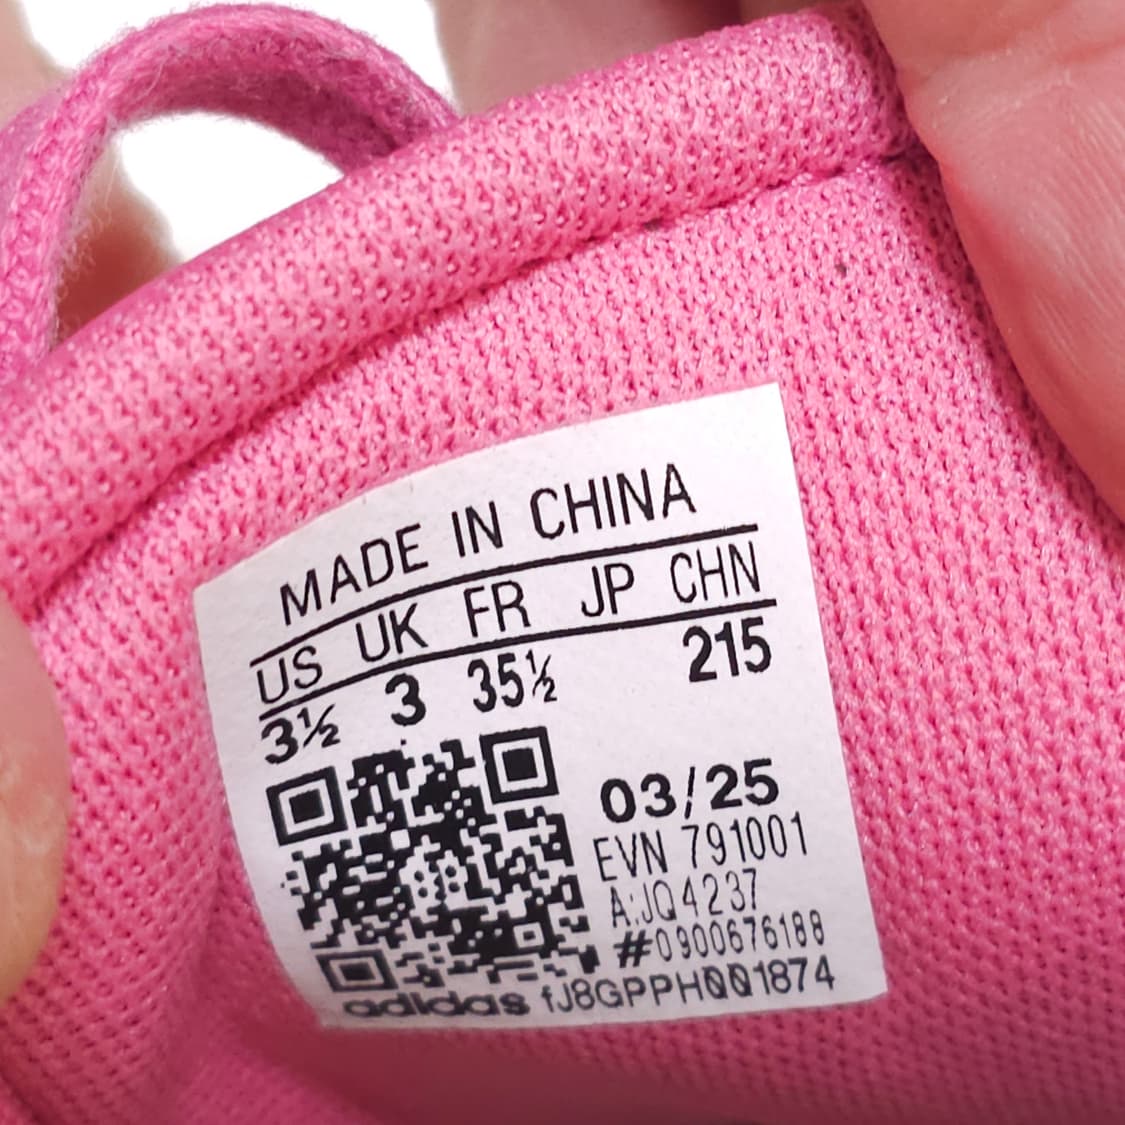 MADE IN CHINA
US UK FR JP CHN
3½ 3 35½ 215
03/25
EVN 791001
A:JQ4237
#0900676188
adidas fJ8GPPH001874